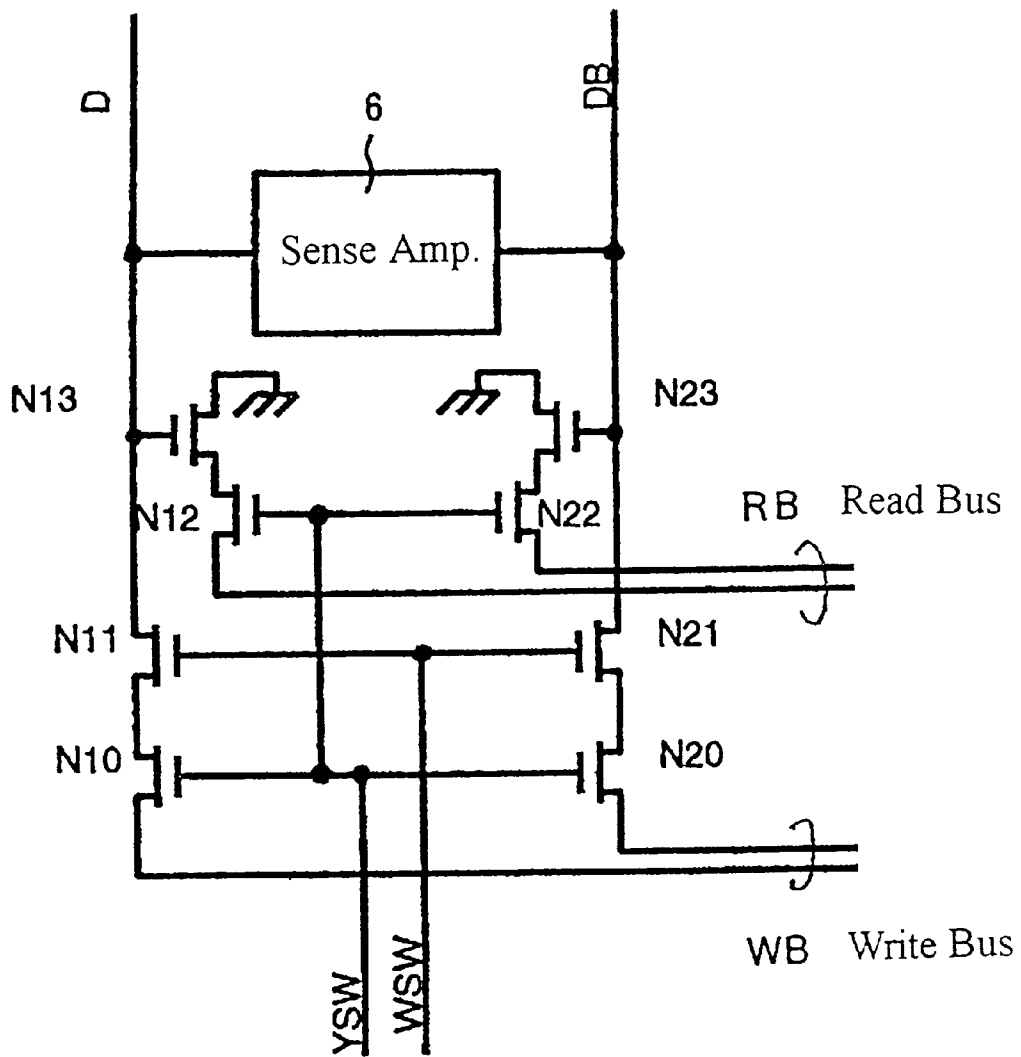 D
DB
6
Sense Amp.
N13
N23
N12
N22
RB Read Bus
N11
N21
N10
N20
WB Write Bus
YSW
WSW